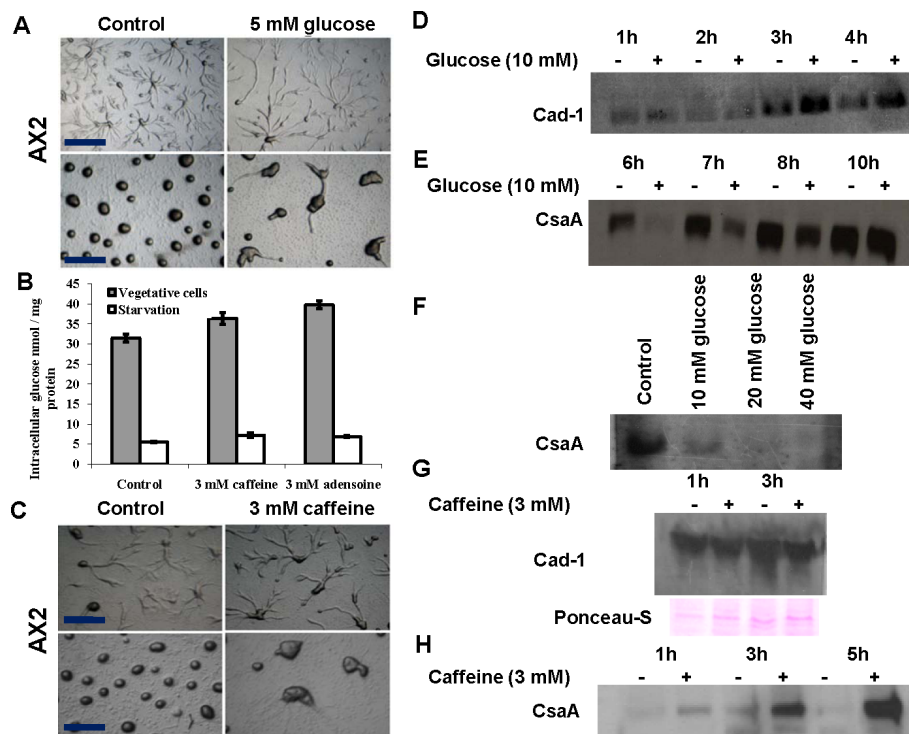 A
Control
5 mM glucose
AX2
B
Intracellular glucose nmol / mg
protein
45
40
35
30
25
20
15
10
5
0
Vegetative cells
Starvation
Control
3 mM caffeine
3 mM adensoine
C
Control
3 mM caffeine
AX2
D
1h 2h 3h 4h
Glucose (10 mM) - + - + - + - +
Cad-1
E
6h 7h 8h 10h
Glucose (10 mM) - + - + - + - +
CsaA
F
Control
10 mM glucose
20 mM glucose
40 mM glucose
CsaA
G
1h 3h
Caffeine (3 mM) - + - +
Cad-1
Ponceau-S
H
1h 3h 5h
Caffeine (3 mM) - + - + - +
CsaA